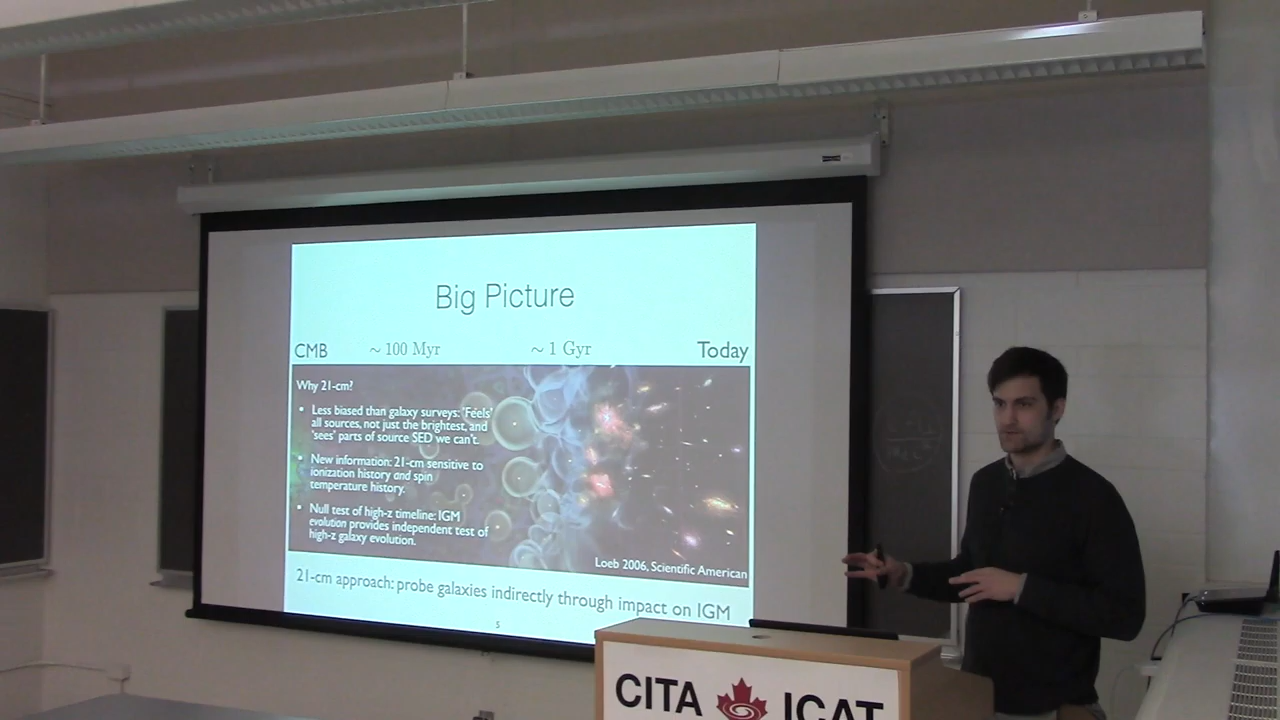 Big Picture
CMB ~ 100 Myr ~ 1 Gyr Today
Why 21-cm?
• Less biased than galaxy surveys: 'Feels'
all sources, not just the brightest, and
'sees' parts of source SED we can't.
• New information: 21-cm sensitive to
ionization history and spin
temperature history.
• Null test of high-z timeline: IGM
evolution provides independent test of
high-z galaxy evolution.
Loeb 2006, Scientific American
21-cm approach: probe galaxies indirectly through impact on IGM
5
CITA ICAT